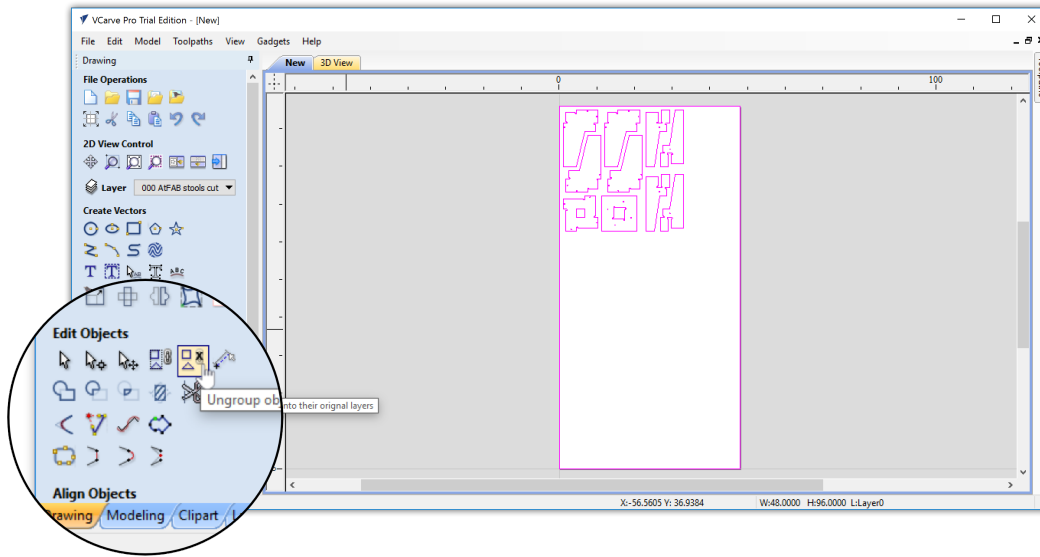 VCarve Pro Trial Edition - [New]
File Edit Model Toolpaths View Gadgets Help
Drawing
New 3D View
File Operations
0 100
2D View Control
Layer 000 AtFAB stools cut
Create Vectors
T T T ABC
Edit Objects
Ungroup ob
nto their orignal layers
Align Objects
rawing Modeling Clipart L
X:-56.5605 Y: 36.9384 W:48.0000 H:96.0000 L:Layer0